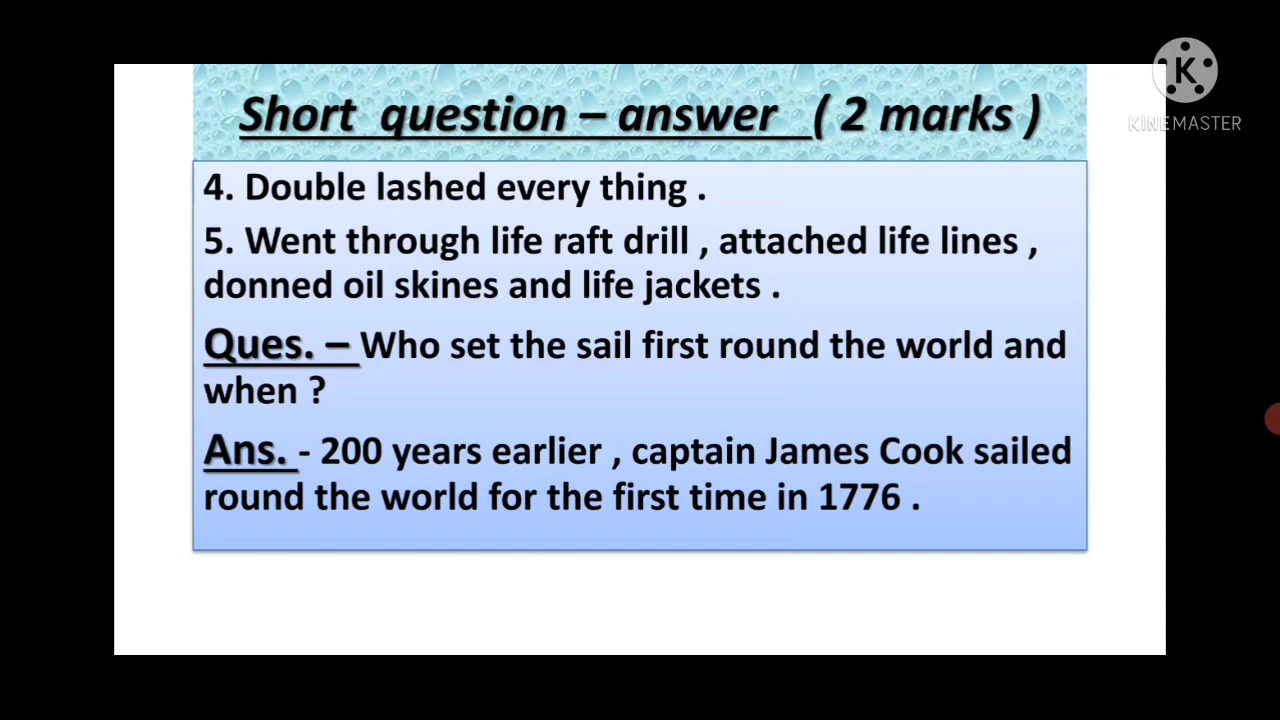 Short question – answer ( 2 marks )
K
KINEMASTER
4. Double lashed every thing .
5. Went through life raft drill , attached life lines ,
donned oil skines and life jackets .
Ques. – Who set the sail first round the world and
when ?
Ans. - 200 years earlier , captain James Cook sailed
round the world for the first time in 1776 .